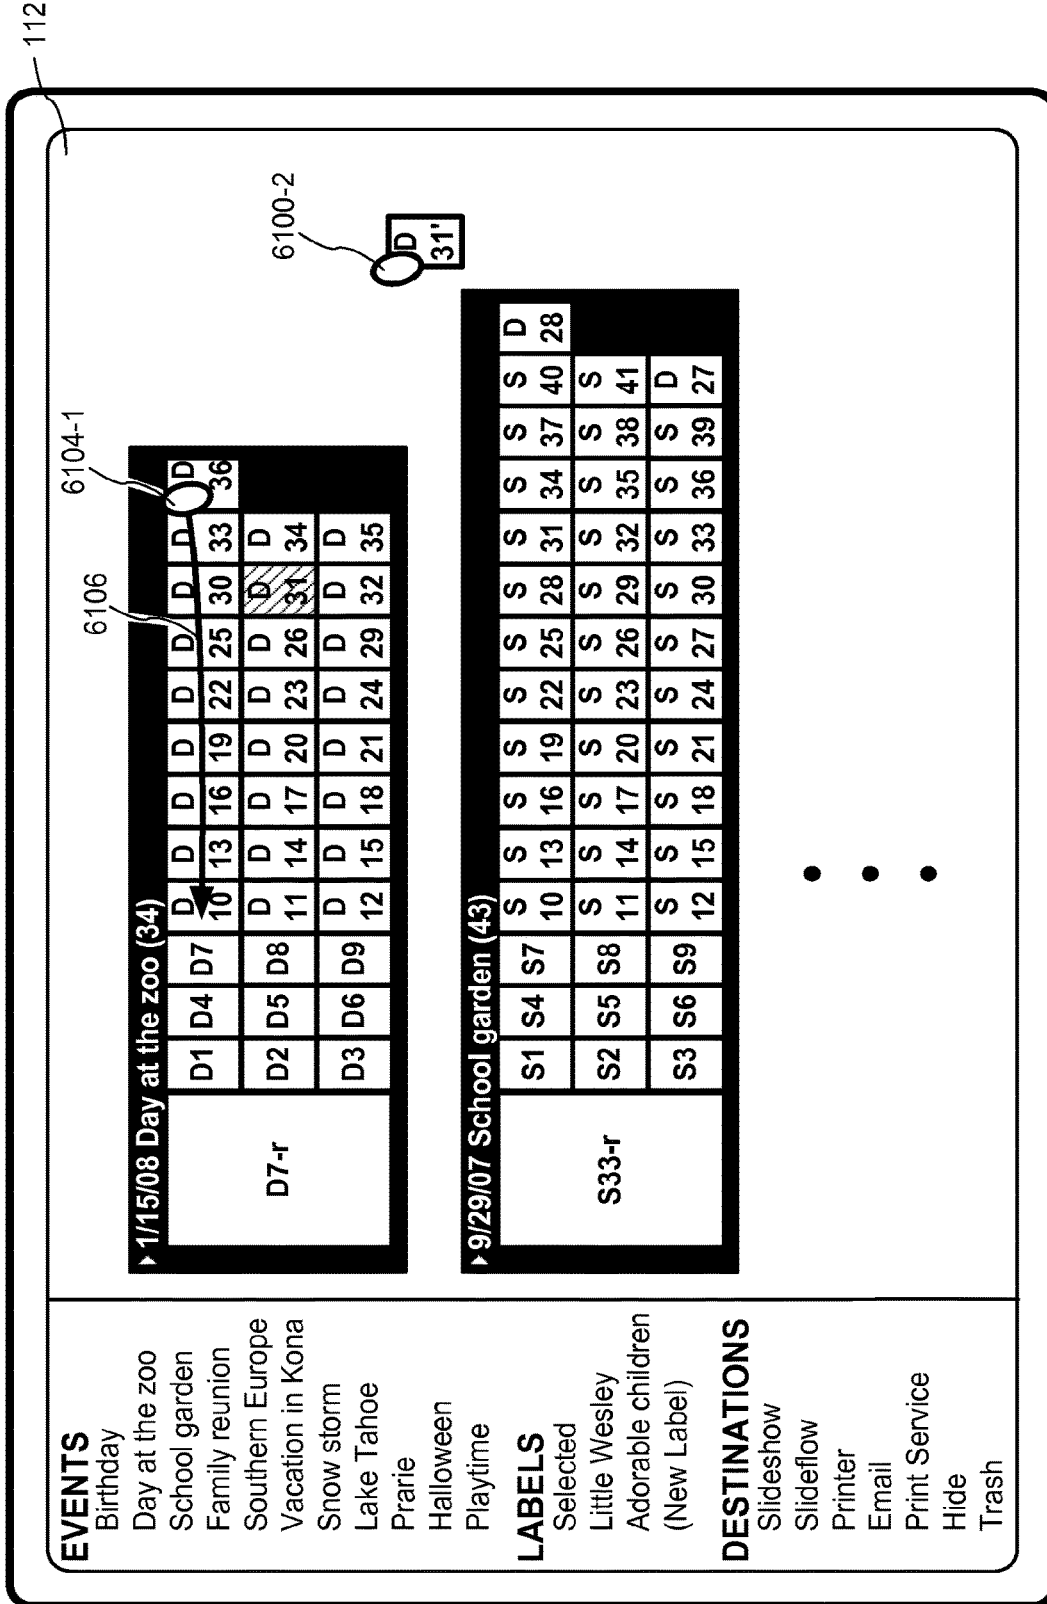 112
EVENTS
Birthday
Day at the zoo
School garden
Family reunion
Southern Europe
Vacation in Kona
Snow storm
Lake Tahoe
Prarie
Halloween
Playtime
LABELS
Selected
Little Wesley
Adorable children
(New Label)
DESTINATIONS
Slideshow
Slideflow
Printer
Email
Print Service
Hide
Trash
6106
6104-1
6100-2
1/15/08 Day at the zoo (34)
D7-r
D1 D4 D7 D 10 D 13 D 16 D 19 D 22 D 25 D 30 D 33 D 36
D2 D5 D8 D 11 D 14 D 17 D 20 D 23 D 26 D 31 D 34
D3 D6 D9 D 12 D 15 D 18 D 21 D 24 D 29 D 32 D 35
D 31'
9/29/07 School garden (43)
S33-r
S1 S4 S7 S 10 S 13 S 16 S 19 S 22 S 25 S 28 S 31 S 34 S 37 S 40 D 28
S2 S5 S8 S 11 S 14 S 17 S 20 S 23 S 26 S 29 S 32 S 35 S 38 S 41
S3 S6 S9 S 12 S 15 S 18 S 21 S 24 S 27 S 30 S 33 S 36 S 39 D 27